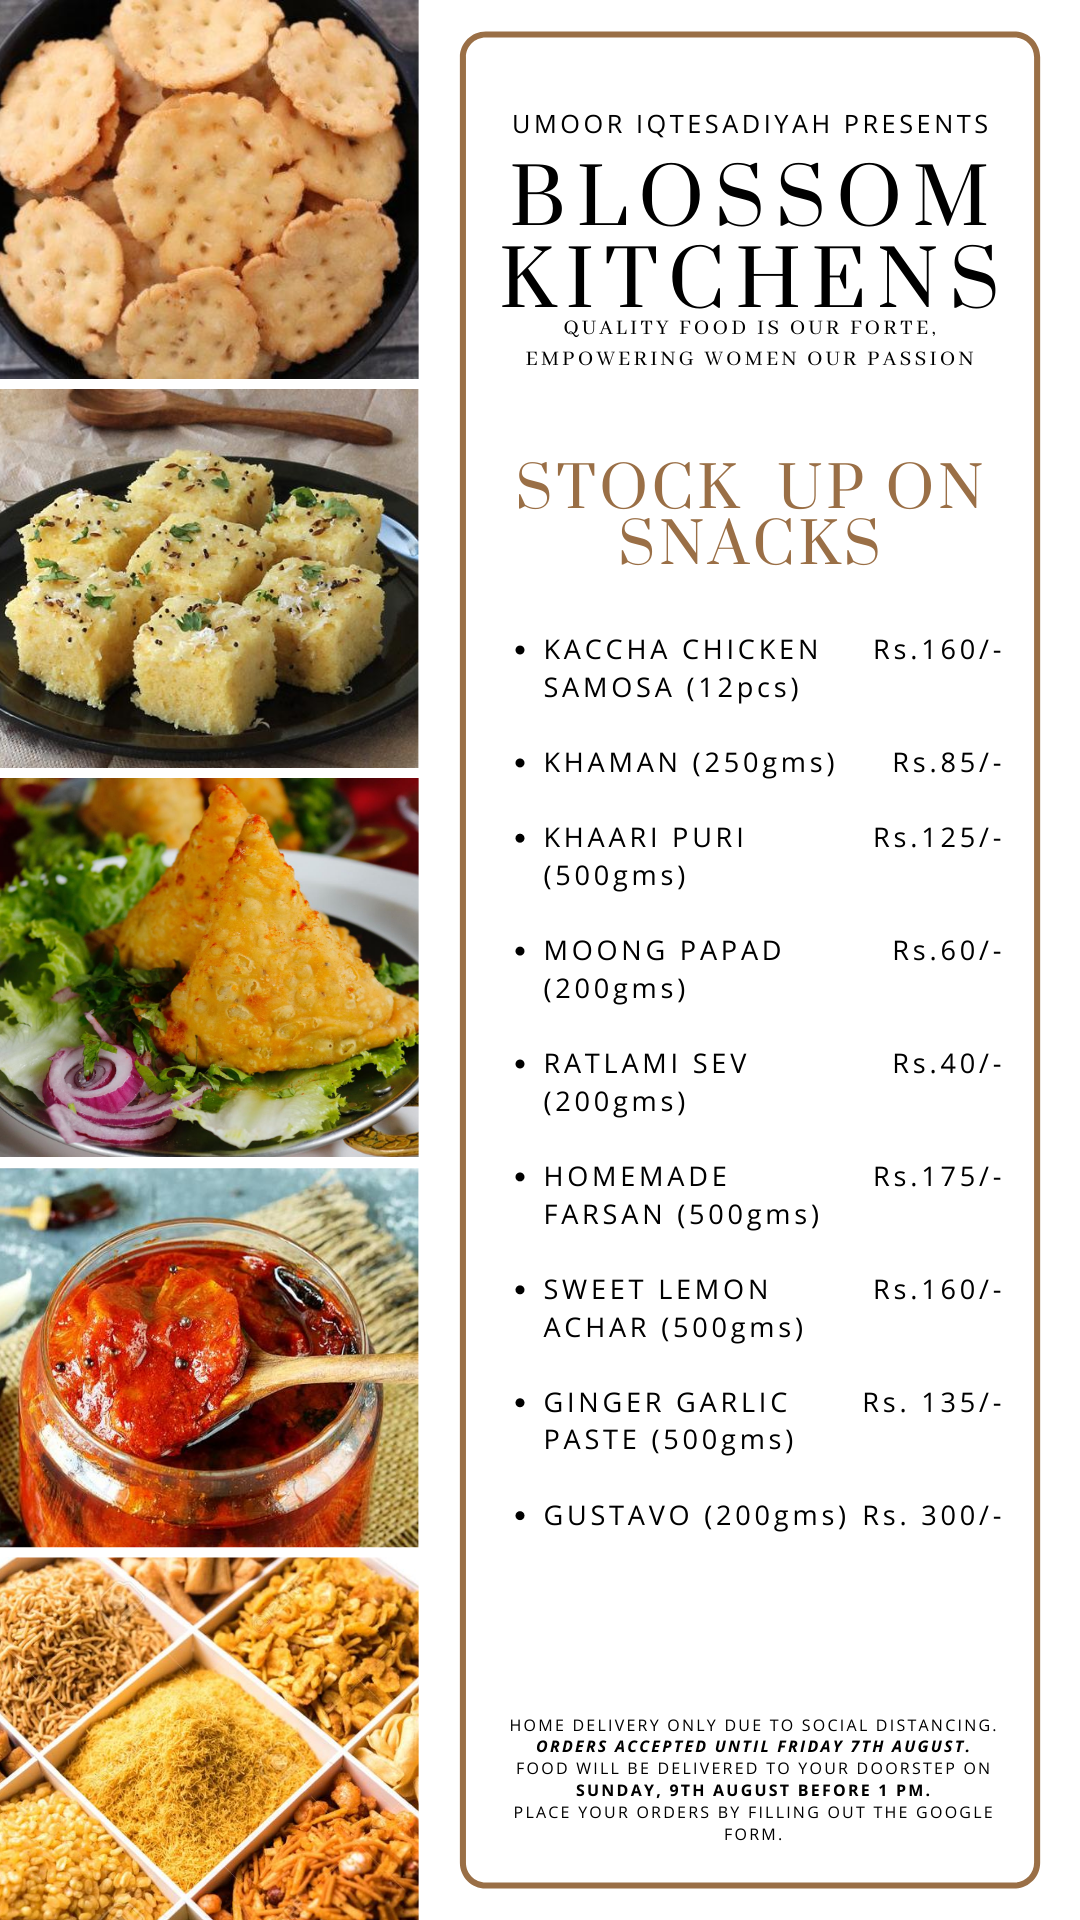 UMOOR IQTESADIYAH PRESENTS
BLOSSOM
KITCHENS
QUALITY FOOD IS OUR FORTE,
EMPOWERING WOMEN OUR PASSION
STOCK UP ON
SNACKS
• KACCHA CHICKEN Rs.160/-
SAMOSA (12pcs)
• KHAMAN (250gms) Rs.85/-
• KHAARI PURI Rs.125/-
(500gms)
• MOONG PAPAD Rs.60/-
(200gms)
• RATLAMI SEV Rs.40/-
(200gms)
• HOMEMADE Rs.175/-
FARSAN (500gms)
• SWEET LEMON Rs.160/-
ACHAR (500gms)
• GINGER GARLIC Rs. 135/-
PASTE (500gms)
• GUSTAVO (200gms) Rs. 300/-
HOME DELIVERY ONLY DUE TO SOCIAL DISTANCING.
ORDERS ACCEPTED UNTIL FRIDAY 7TH AUGUST.
FOOD WILL BE DELIVERED TO YOUR DOORSTEP ON
SUNDAY, 9TH AUGUST BEFORE 1 PM.
PLACE YOUR ORDERS BY FILLING OUT THE GOOGLE
FORM.